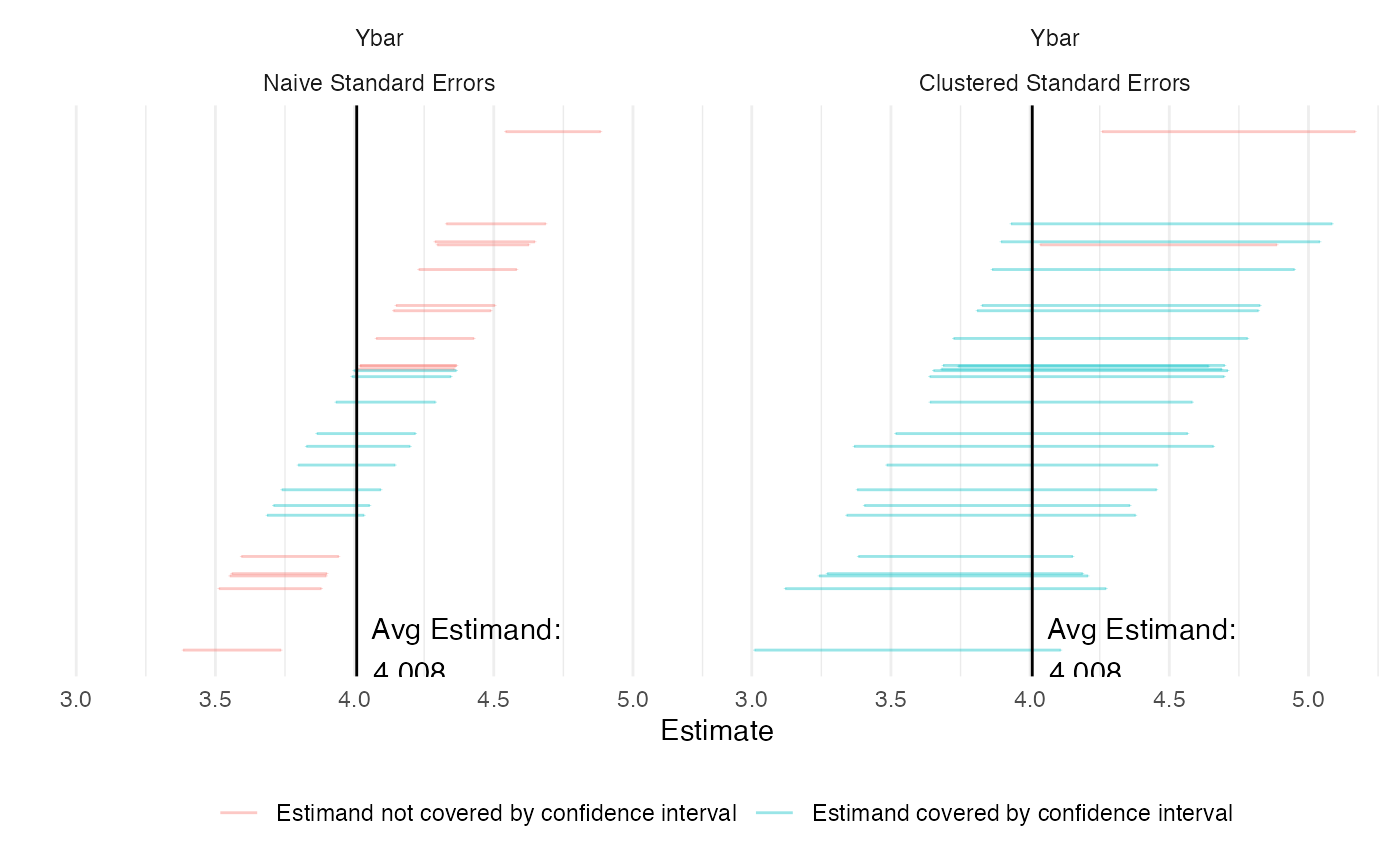 Ybar
Naive Standard Errors
Ybar
Clustered Standard Errors
Avg Estimand:
4.008
Avg Estimand:
4.008
3.0 3.5 4.0 4.5 5.0
3.0 3.5 4.0 4.5 5.0
Estimate
Estimand not covered by confidence interval
Estimand covered by confidence interval